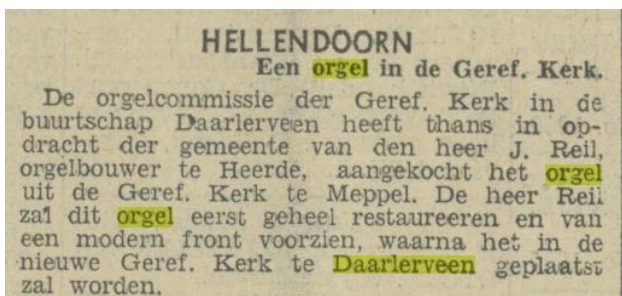 HELLENDOORN
Een orgel in de Geref. Kerk.
De orgelcommissie der Geref. Kerk in de
buurtschap Daarlerveen heeft thans in op-
dracht der gemeente van den heer J. Reil,
orgelbouwer te Heerde, aangekocht het orgel
uit de Geref. Kerk te Meppel. De heer Reil
zal dit orgel eerst geheel restaureeren en van
een modern front voorzien, waarna het in de
nieuwe Geref. Kerk te Daarlerveen geplaatst
zal worden.